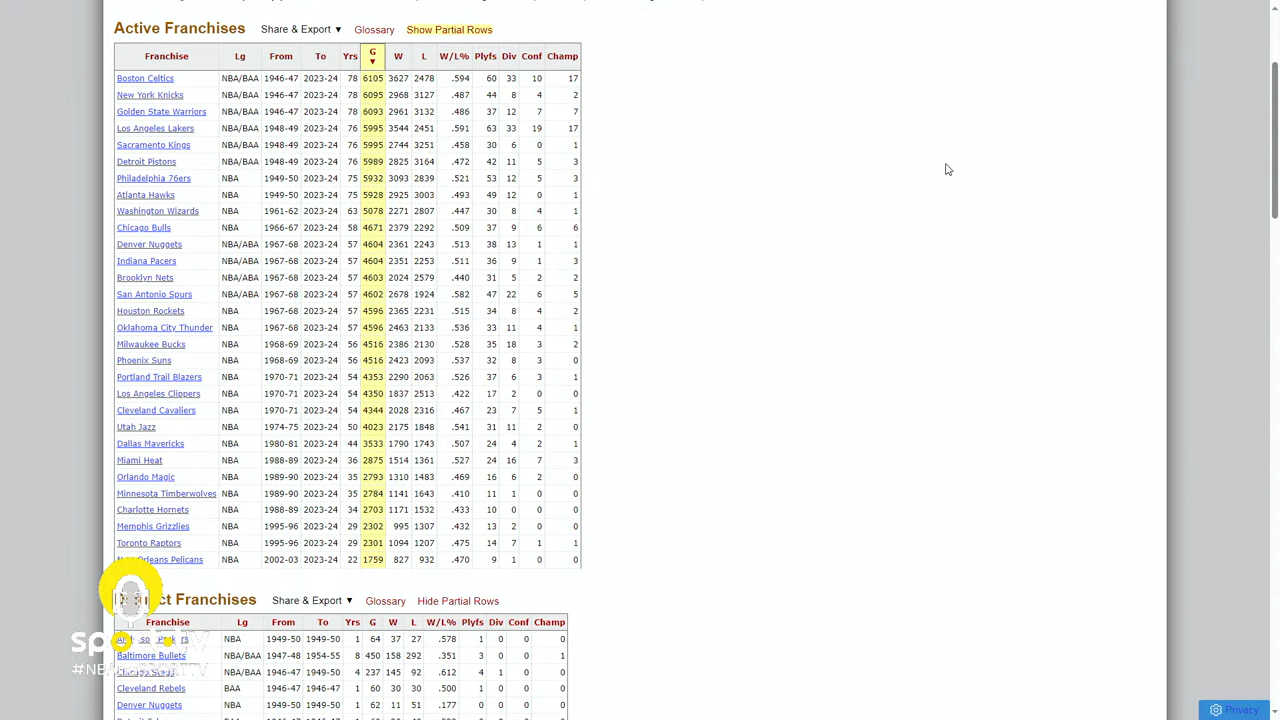 Active Franchises Share & Export ▼ Glossary Show Partial Rows
Franchise Lg From To Yrs G ▼ W L W/L% Plyfs Div Conf Champ
Boston Celtics NBA/BAA 1946-47 2023-24 78 6105 3627 2478 .594 60 33 10 17
New York Knicks NBA/BAA 1946-47 2023-24 78 6095 2968 3127 .487 44 8 4 2
Golden State Warriors NBA/BAA 1946-47 2023-24 78 6093 2961 3132 .486 37 12 7 7
Los Angeles Lakers NBA/BAA 1948-49 2023-24 76 5995 3544 2451 .591 63 33 19 17
Sacramento Kings NBA/BAA 1948-49 2023-24 76 5995 2744 3251 .458 30 6 0 1
Detroit Pistons NBA/BAA 1948-49 2023-24 76 5989 2825 3164 .472 42 11 5 3
Philadelphia 76ers NBA 1949-50 2023-24 75 5932 3093 2839 .521 53 12 5 3
Atlanta Hawks NBA 1949-50 2023-24 75 5928 2925 3003 .493 49 12 0 1
Washington Wizards NBA 1961-62 2023-24 63 5078 2271 2807 .447 30 8 4 1
Chicago Bulls NBA 1966-67 2023-24 58 4671 2379 2292 .509 37 9 6 6
Denver Nuggets NBA/ABA 1967-68 2023-24 57 4604 2361 2243 .513 38 13 1 1
Indiana Pacers NBA/ABA 1967-68 2023-24 57 4604 2351 2253 .511 36 9 1 3
Brooklyn Nets NBA/ABA 1967-68 2023-24 57 4603 2024 2579 .440 31 5 2 2
San Antonio Spurs NBA/ABA 1967-68 2023-24 57 4602 2678 1924 .582 47 22 6 5
Houston Rockets NBA 1967-68 2023-24 57 4596 2365 2231 .515 34 8 4 2
Oklahoma City Thunder NBA 1967-68 2023-24 57 4596 2463 2133 .536 33 11 4 1
Milwaukee Bucks NBA 1968-69 2023-24 56 4516 2386 2130 .528 35 18 3 2
Phoenix Suns NBA 1968-69 2023-24 56 4516 2423 2093 .537 32 8 3 0
Portland Trail Blazers NBA 1970-71 2023-24 54 4353 2290 2063 .526 37 6 3 1
Los Angeles Clippers NBA 1970-71 2023-24 54 4350 1837 2513 .422 17 2 0 0
Cleveland Cavaliers NBA 1970-71 2023-24 54 4344 2028 2316 .467 23 7 5 1
Utah Jazz NBA 1974-75 2023-24 50 4023 2175 1848 .541 31 11 2 0
Dallas Mavericks NBA 1980-81 2023-24 44 3533 1790 1743 .507 24 4 2 1
Miami Heat NBA 1988-89 2023-24 36 2875 1514 1361 .527 24 16 7 3
Orlando Magic NBA 1989-90 2023-24 35 2793 1310 1483 .469 16 6 2 0
Minnesota Timberwolves NBA 1989-90 2023-24 35 2784 1141 1643 .410 11 1 0 0
Charlotte Hornets NBA 1988-89 2023-24 34 2703 1171 1532 .433 10 0 0 0
Memphis Grizzlies NBA 1995-96 2023-24 29 2302 995 1307 .432 13 2 0 0
Toronto Raptors NBA 1995-96 2023-24 29 2301 1094 1207 .475 14 7 1 1
New Orleans Pelicans NBA 2002-03 2023-24 22 1759 827 932 .470 9 1 0 0
Franchises Share & Export ▼ Glossary Hide Partial Rows
Franchise Lg From To Yrs G W L W/L% Plyfs Div Conf Champ
NBA 1949-50 1949-50 1 64 37 27 .578 1 0 0 0
Baltimore Bullets NBA/BAA 1947-48 1954-55 8 450 158 292 .351 3 0 0 1
NBA/BAA 1946-47 1949-50 4 237 145 92 .612 4 1 0 0
Cleveland Rebels BAA 1946-47 1946-47 1 60 30 30 .500 1 0 0 0
Denver Nuggets NBA 1949-50 1949-50 1 62 11 51 .177 0 0 0 0
Privacy